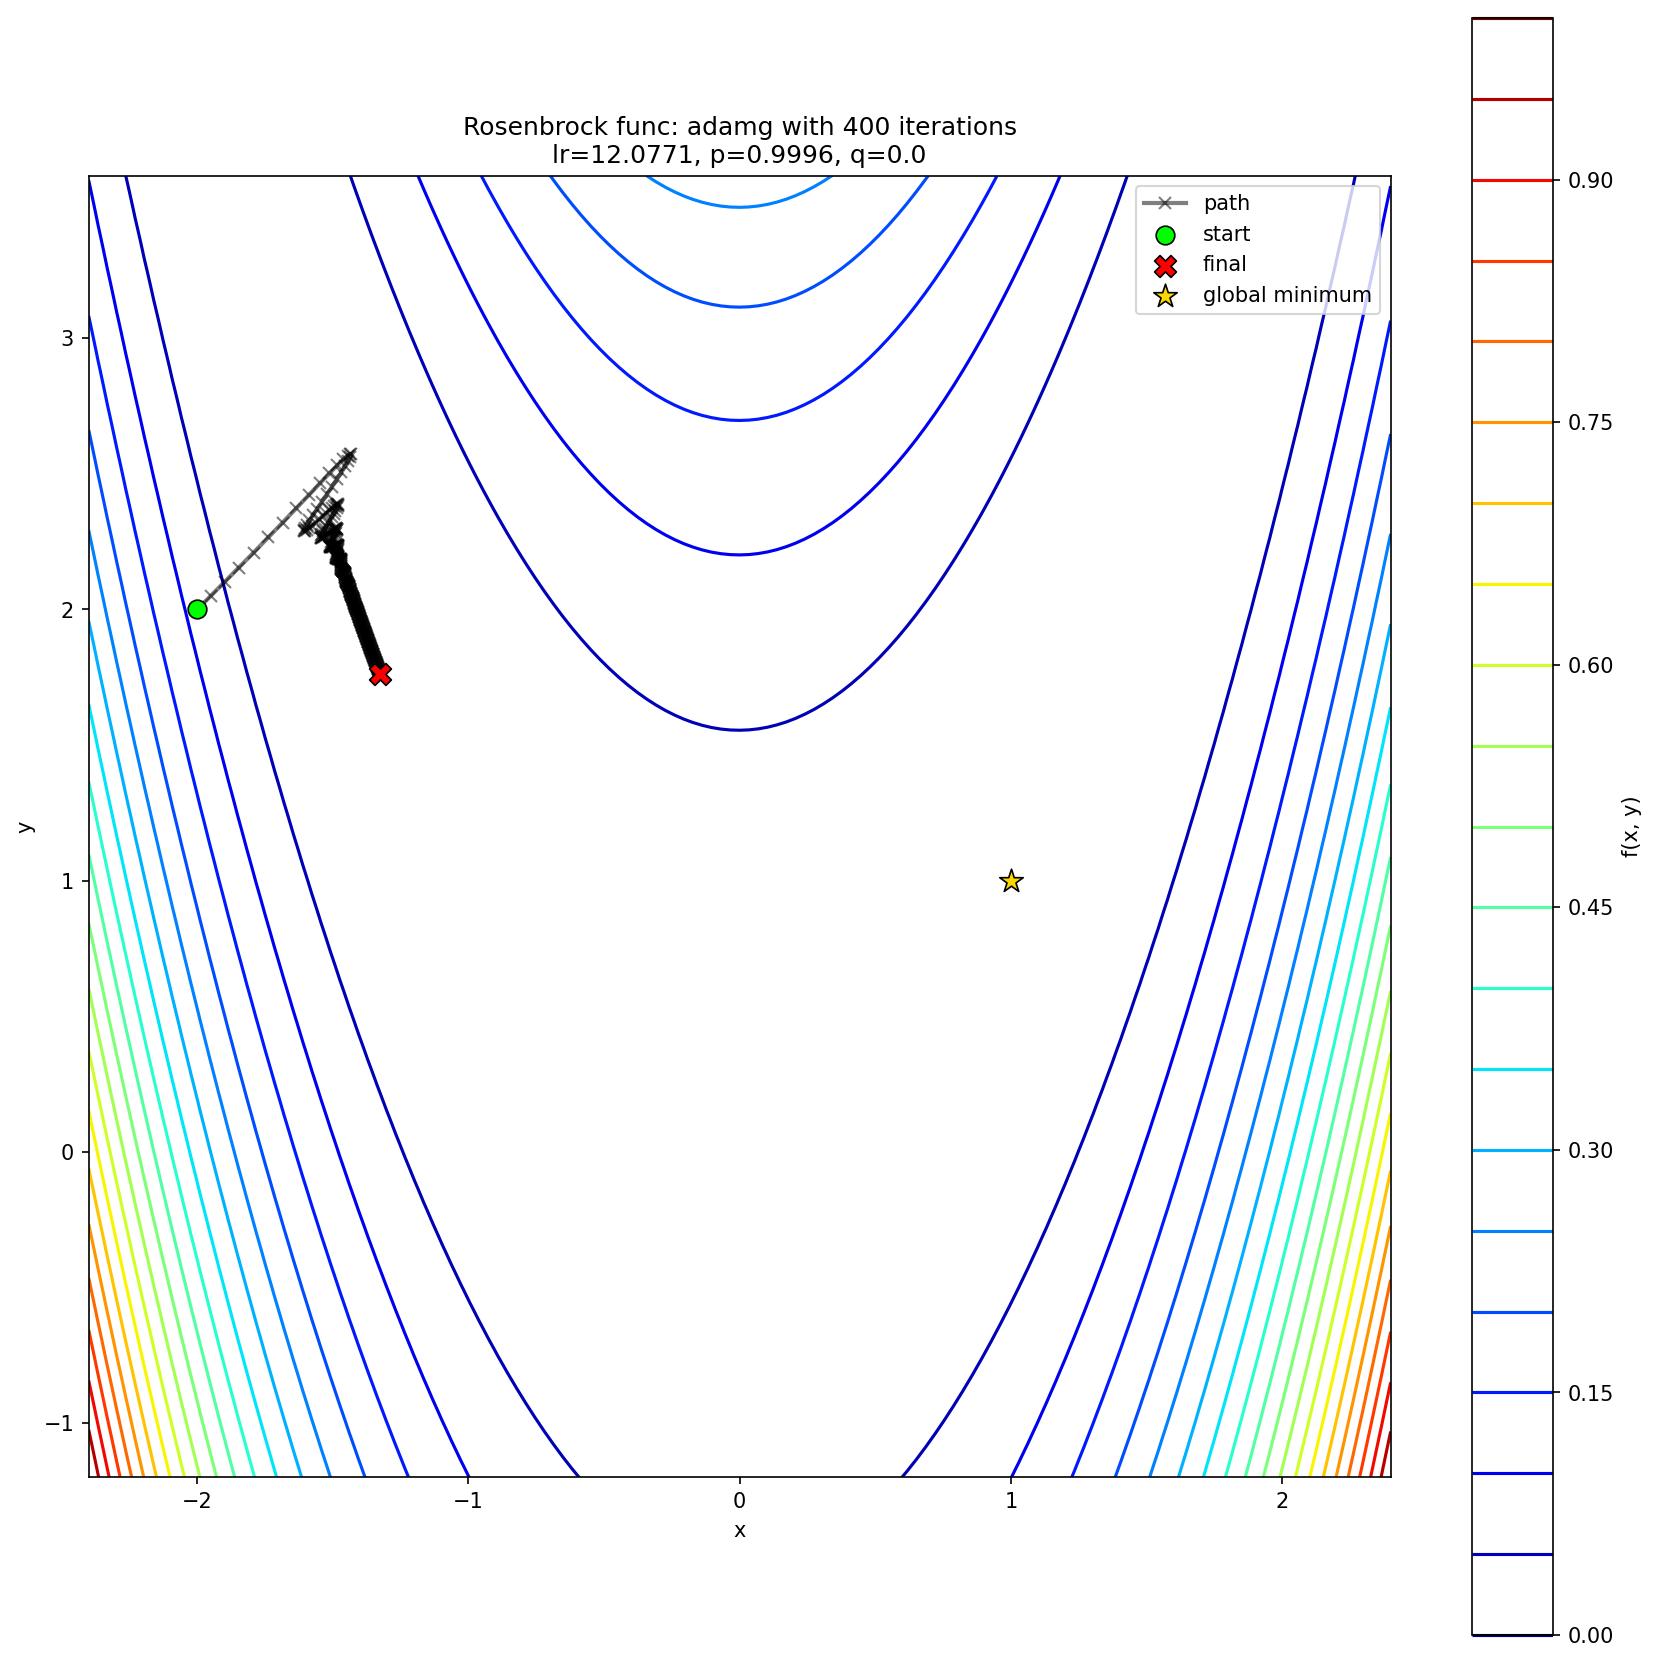 Rosenbrock func: adamg with 400 iterations
lr=12.0771, p=0.9996, q=0.0
path
start
final
global minimum
3
2
1
0
−1
y
−2
−1
0
1
2
x
0.90
0.75
0.60
0.45
0.30
0.15
0.00
f(x, y)